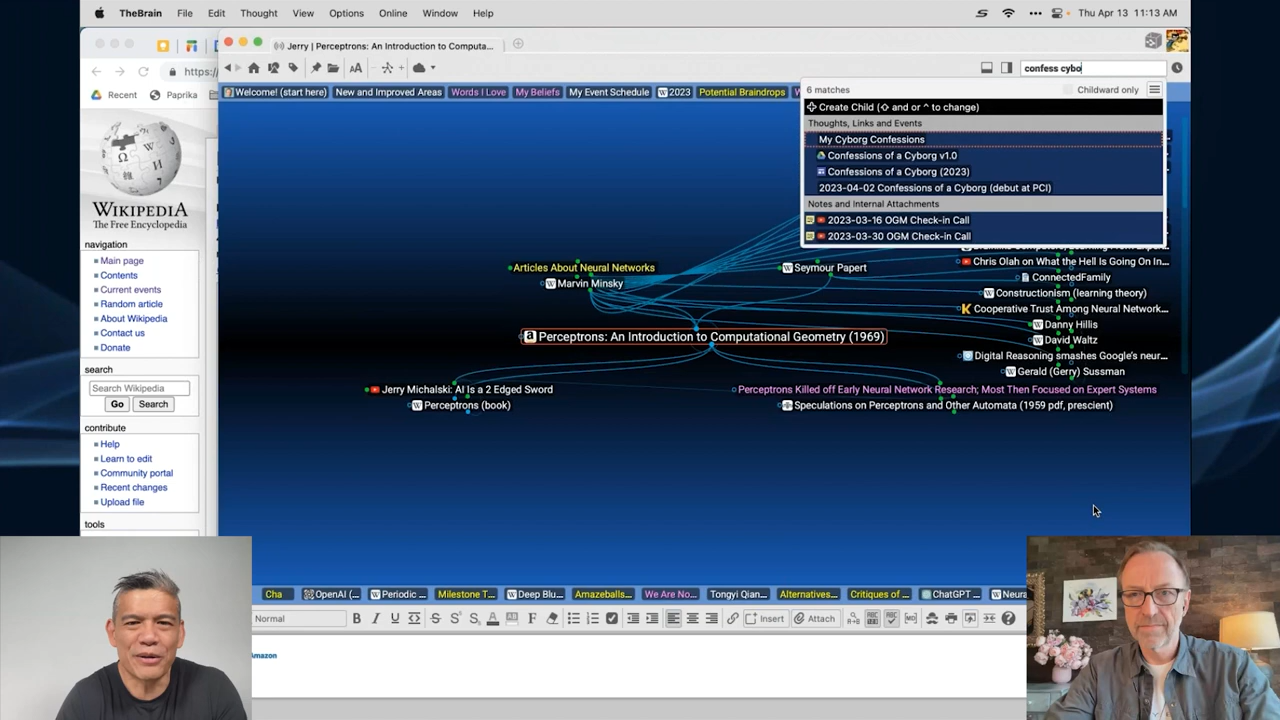 TheBrain File Edit Thought View Options Online Window Help
Thu Apr 13 11:13 AM
Jerry | Perceptrons: An Introduction to Computa...
https:/
confess cybo
Recent Paprika
Welcome! (start here) New and Improved Areas Words I Love My Beliefs My Event Schedule 2023 Potential Braindrops
6 matches Childward only
Create Child (⇧ and or ^ to change)
Thoughts, Links and Events
My Cyborg Confessions
Confessions of a Cyborg v1.0
Confessions of a Cyborg (2023)
2023-04-02 Confessions of a Cyborg (debut at PCI)
Notes and Internal Attachments
2023-03-16 OGM Check-in Call
2023-03-30 OGM Check-in Call
WIKIPEDIA
The Free Encyclopedia
navigation
Main page
Contents
Current events
Random article
About Wikipedia
Contact us
Donate
search
Search Wikipedia
Go Search
contribute
Help
Learn to edit
Community portal
Recent changes
Upload file
tools
Articles About Neural Networks
Marvin Minsky
Seymour Papert
Chris Olah on What the Hell Is Going On In...
ConnectedFamily
Constructionism (learning theory)
Cooperative Trust Among Neural Network...
Danny Hillis
David Waltz
Digital Reasoning smashes Google's neur...
Gerald (Gerry) Sussman
Perceptrons: An Introduction to Computational Geometry (1969)
Jerry Michalski: AI Is a 2 Edged Sword
Perceptrons (book)
Perceptrons Killed off Early Neural Network Research; Most Then Focused on Expert Systems
Speculations on Perceptrons and Other Automata (1959 pdf, prescient)
Cha OpenAI (... Periodic ... Milestone T... Deep Blu... Amazeballs... We Are No... Tongyi Qian... Alternatives... Critiques of ... ChatGPT ... Neura
Normal B I U S S S A F Insert Attach
Amazon